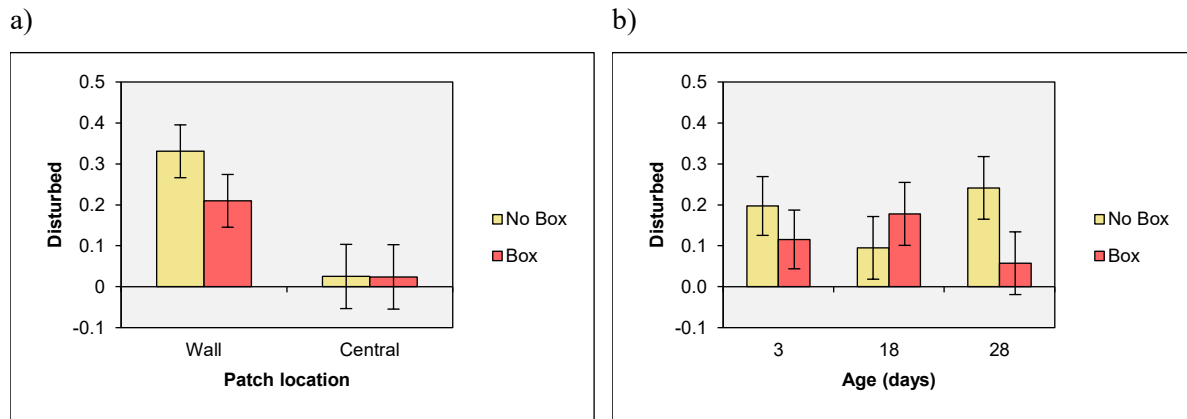 a)
0.5
0.4
0.3
0.2
0.1
0.0
-0.1
Disturbed
Wall Central
Patch location
No Box
Box
b)
0.5
0.4
0.3
0.2
0.1
0.0
-0.1
Disturbed
3 18 28
Age (days)
No Box
Box